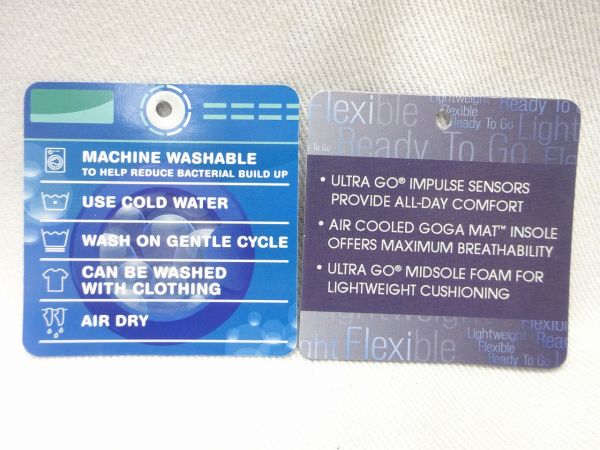 MACHINE WASHABLE
TO HELP REDUCE BACTERIAL BUILD UP
USE COLD WATER
WASH ON GENTLE CYCLE
CAN BE WASHED
WITH CLOTHING
AIR DRY
Flexible
Lightweight
Flexible
Ready To Go
Ready To Go
Light
Ready To Go
• ULTRA GO® IMPULSE SENSORS
PROVIDE ALL-DAY COMFORT
• AIR COOLED GOGA MAT™ INSOLE
OFFERS MAXIMUM BREATHABILITY
• ULTRA GO® MIDSOLE FOAM FOR
LIGHTWEIGHT CUSHIONING
Flexible
Lightweight
Flexible
Ready To Go